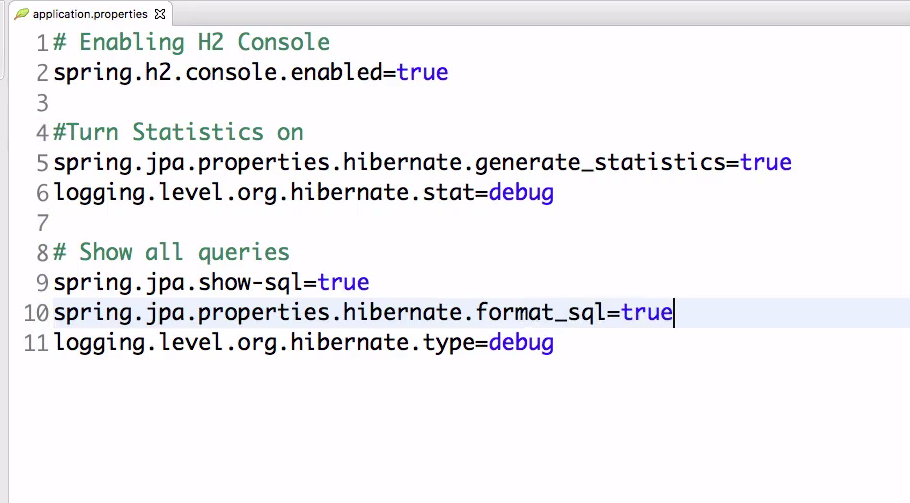 application.properties
1 # Enabling H2 Console
2 spring.h2.console.enabled=true
3
4 #Turn Statistics on
5 spring.jpa.properties.hibernate.generate_statistics=true
6 logging.level.org.hibernate.stat=debug
7
8 # Show all queries
9 spring.jpa.show-sql=true
10 spring.jpa.properties.hibernate.format_sql=true
11 logging.level.org.hibernate.type=debug